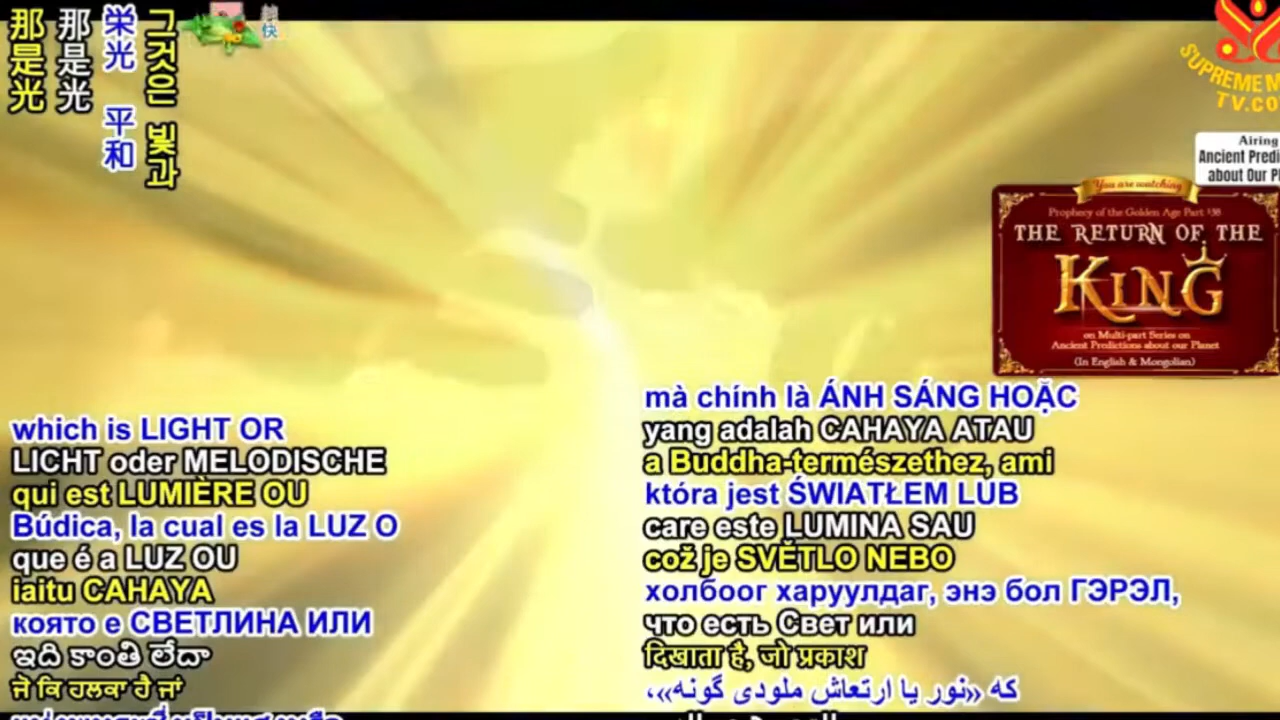 那是光
那是光
栄光 平和
그것은 빛과
SUPREME
TV.CO
Airing
Ancient Predi
about Our Pl
You are watching
Prophecy of the Golden Age Part 138
THE RETURN OF THE
KING
on Multi-part Series on
Ancient Predictions about our Planet
(In English & Mongolian)
which is LIGHT OR
LICHT oder MELODISCHE
qui est LUMIÈRE OU
Búdica, la cual es la LUZ O
que é a LUZ OU
iaitu CAHAYA
която е СВЕТЛИНА ИЛИ
ఇది కాంతి లేదా
ਜੋ ਕਿ ਹਲਕਾ ਹੈ ਜਾਂ
mà chính là ÁNH SÁNG HOẶC
yang adalah CAHAYA ATAU
a Buddha-természethez, ami
która jest ŚWIATŁEM LUB
care este LUMINA SAU
což je SVĚTLO NEBO
холбоог харуулдаг, энэ бол ГЭРЭЛ,
что есть Свет или
दिखाता है, जो प्रकाश
که «نور یا ارتعاش ملودی گونه»،